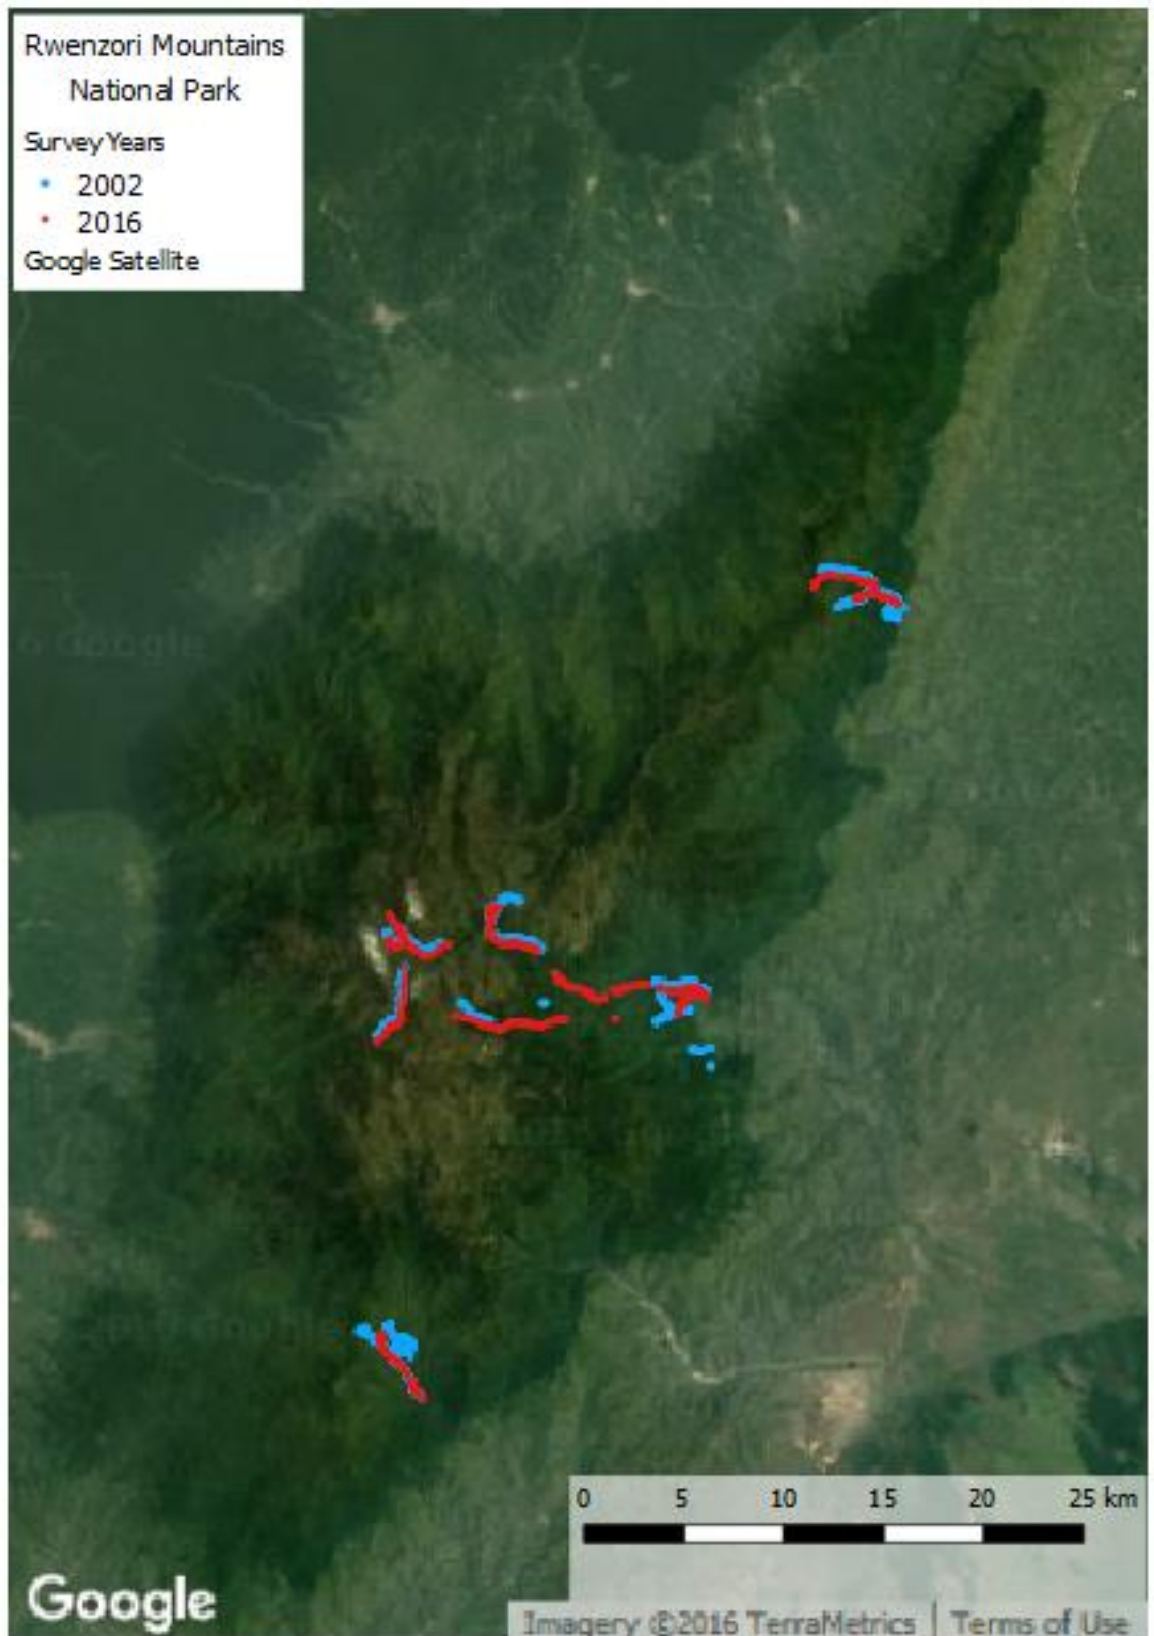 Rwenzori Mountains
National Park
Survey Years
2002
2016
Google Satellite
Google
0 5 10 15 20 25 km
Google
Imagery ©2016 TerraMetrics | Terms of Use